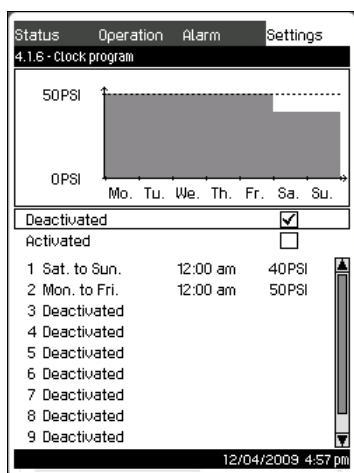 Status Operation Alarm Settings
4.1.6 - Clock program
50PSI
0PSI
Mo. Tu. We. Th. Fr. Sa. Su.
Deactivated
Activated
1 Sat. to Sun. 12:00 am 40PSI
2 Mon. to Fri. 12:00 am 50PSI
3 Deactivated
4 Deactivated
5 Deactivated
6 Deactivated
7 Deactivated
8 Deactivated
9 Deactivated
12/04/2009 4:57 pm